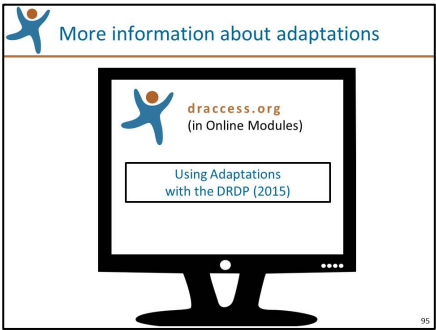 More information about adaptations
draccess.org
(in Online Modules)
Using Adaptations
with the DRDP (2015)
95